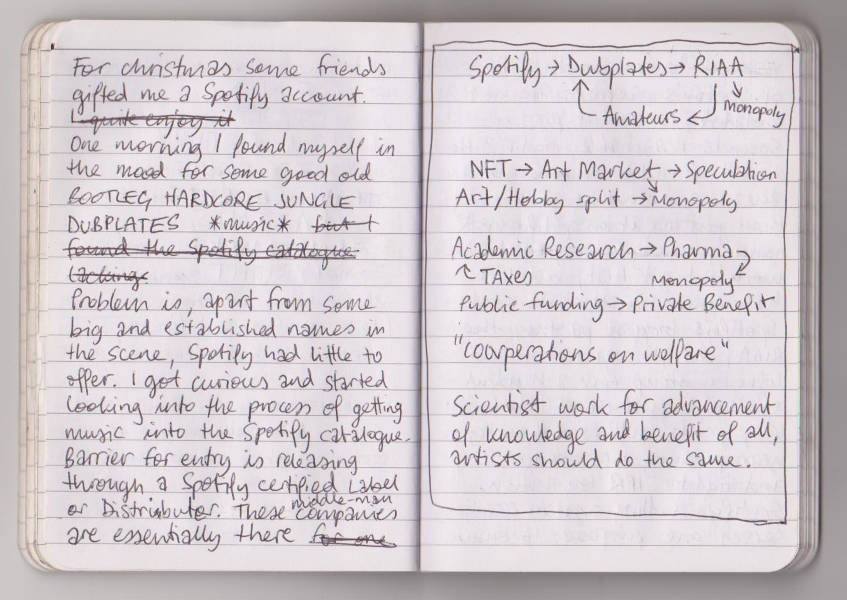 For christmas some friends
gifted me a Spotify account.
I quite enjoy it
One morning I found myself in
the mood for some good old
BOOTLEG HARDCORE JUNGLE
DUBPLATES *music* but I
found the Spotify catalogue
lacking.
Problem is, apart from some
big and established names in
the scene, Spotify had little to
offer. I got curious and started
looking into the process of getting
music into the Spotify catalogue.
Barrier for entry is releasing
through a Spotify certified Label
or Distributor. These middle-man companies
are essentially there for one
Spotify → Dubplates → RIAA
Amateurs ← Monopoly
NFT → Art Market → Speculation
Art/Hobby split → Monopoly
Academic Research → Pharma
TAXES Monopoly
Public funding → Private Benefit
"coorperations on welfare"
Scientist work for advancement
of knowledge and benefit of all,
artists should do the same.